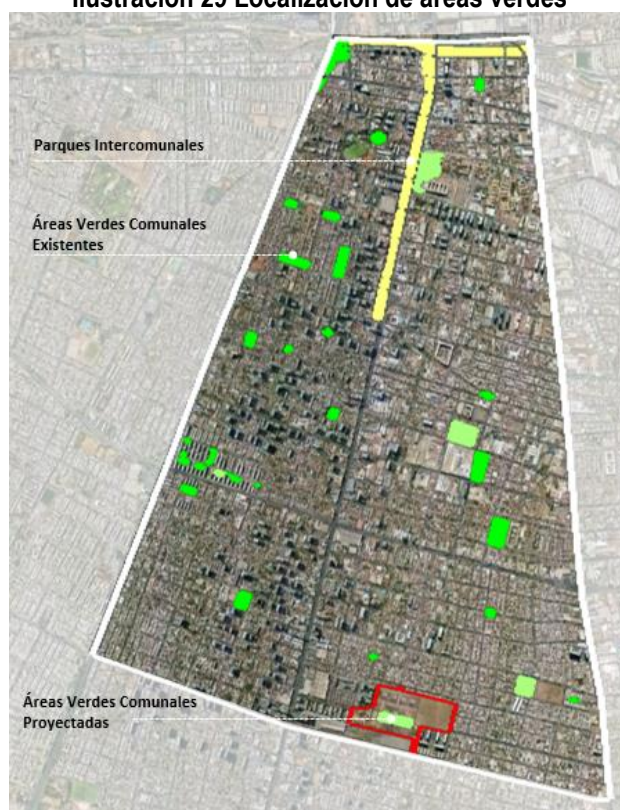 Ilustración 29 Localización de áreas verdes
Parques Intercomunales
Áreas Verdes Comunales
Existentes
Áreas Verdes Comunales
Proyectadas